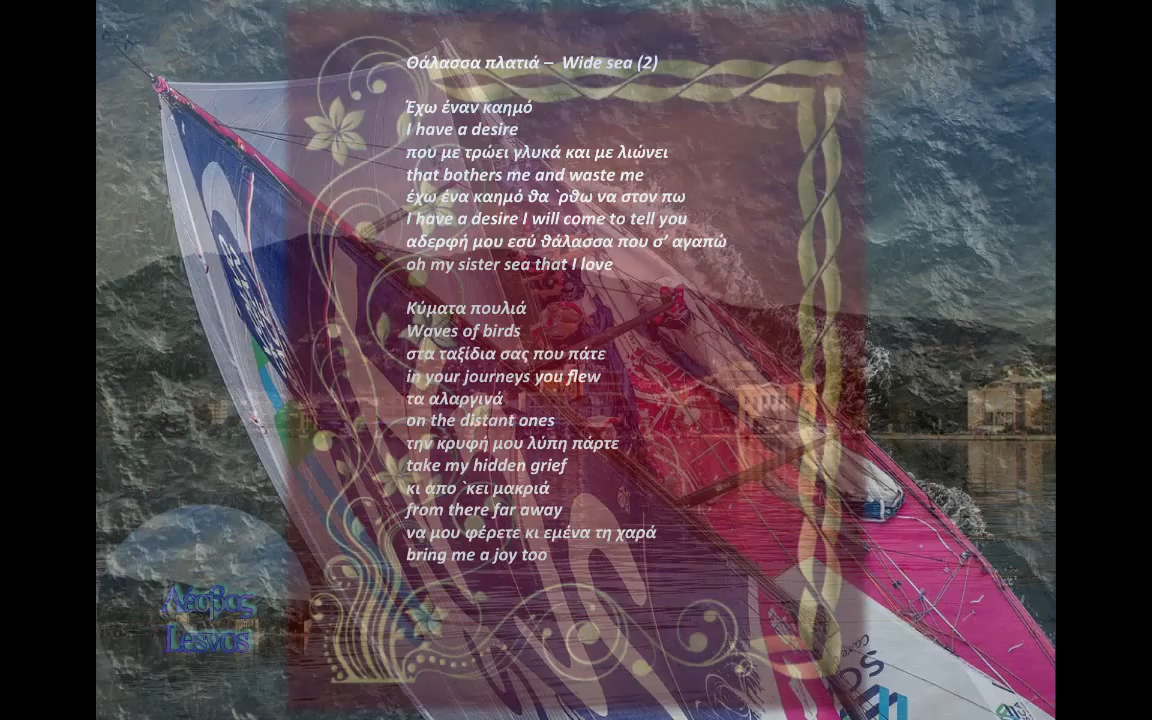 Θάλασσα πλατιά – Wide sea (2)
Έχω έναν καημό
I have a desire
που με τρώει γλυκά και με λιώνει
that bothers me and waste me
έχω ένα καημό θα `ρθω να στον πω
I have a desire I will come to tell you
αδερφή μου εσύ θάλασσα που σ’ αγαπώ
oh my sister sea that I love
Κύματα πουλιά
Waves of birds
στα ταξίδια σας που πάτε
in your journeys you flew
τα αλαργινά
on the distant ones
την κρυφή μου λύπη πάρτε
take my hidden grief
κι απο `κει μακριά
from there far away
να μου φέρετε κι εμένα τη χαρά
bring me a joy too
Λέσβος
Lesvos